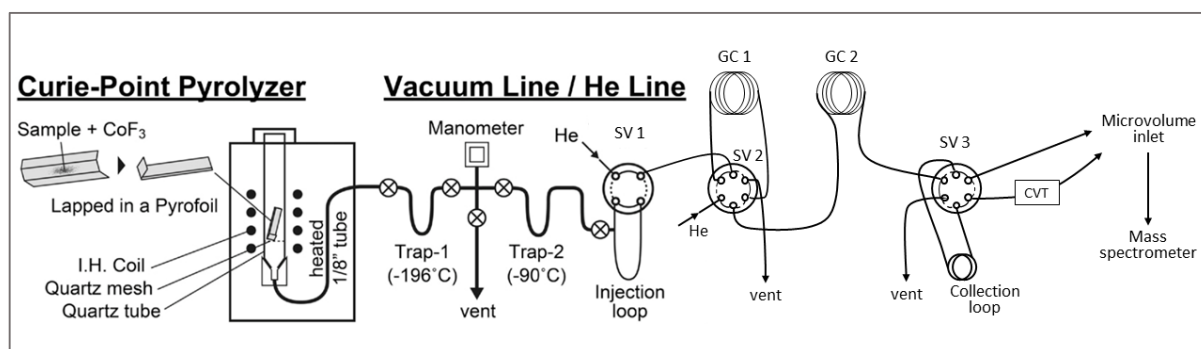 Curie-Point Pyrolyzer
Sample + CoF₃
Lapped in a Pyrofoil
I.H. Coil
Quartz mesh
Quartz tube
heated
1/8" tube
Vacuum Line / He Line
Manometer
Trap-1
(-196˚C)
vent
Trap-2
(-90˚C)
He
SV 1
Injection
loop
GC 1
SV 2
He
vent
GC 2
SV 3
vent
Collection
loop
CVT
Microvolume
inlet
Mass
spectrometer